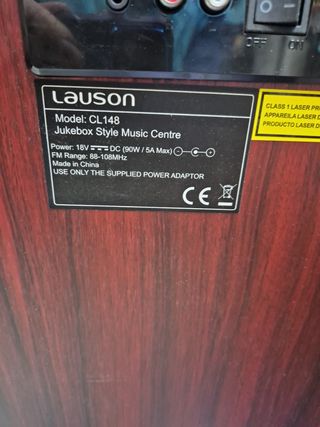 OFF ON
Lauson
Model: CL148
Jukebox Style Music Centre
Power: 18V DC (90W / 5A Max)
FM Range: 88-108MHz
Made in China
USE ONLY THE SUPPLIED POWER ADAPTOR
CE
CLASS 1 LASER
APPAREILA LASER
PRODUCTO LASER